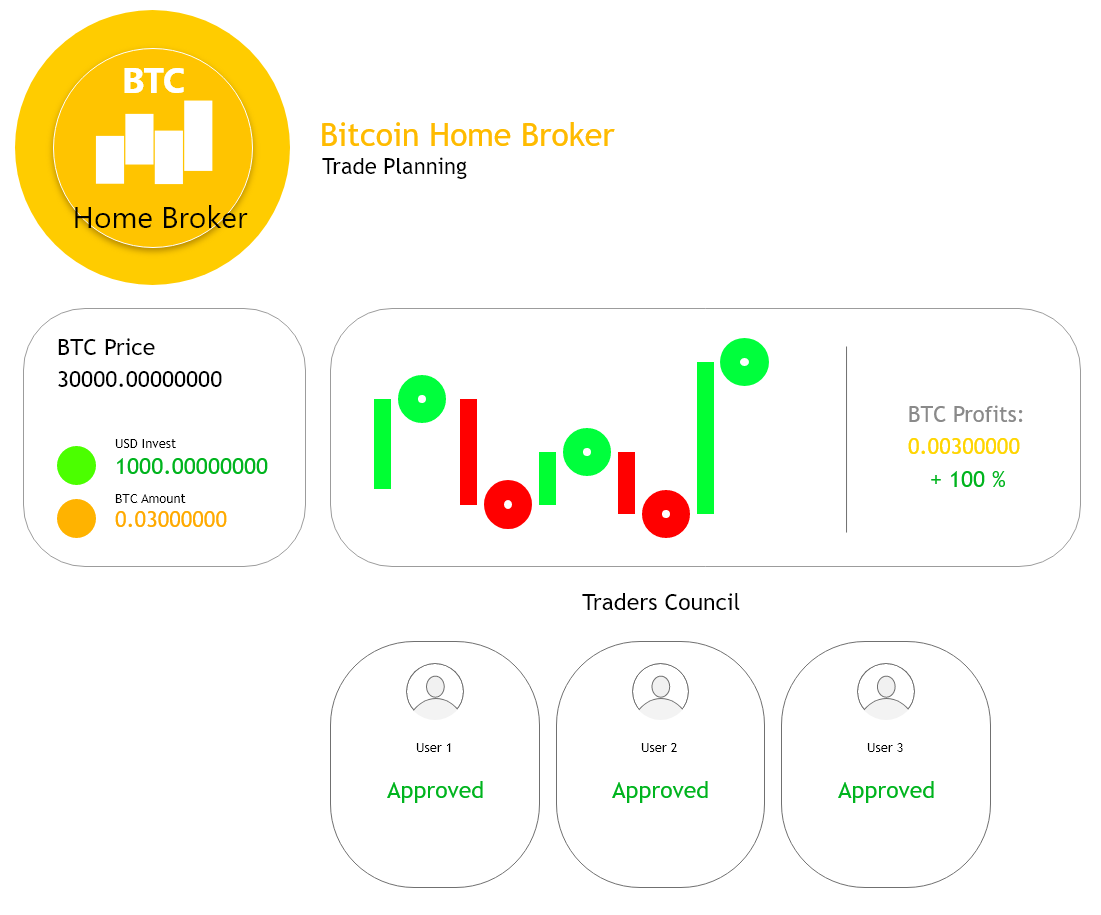 BTC
Home Broker
Bitcoin Home Broker
Trade Planning
BTC Price
30000.00000000
USD Invest
1000.00000000
BTC Amount
0.03000000
BTC Profits:
0.00300000
+ 100 %
Traders Council
User 1
Approved
User 2
Approved
User 3
Approved